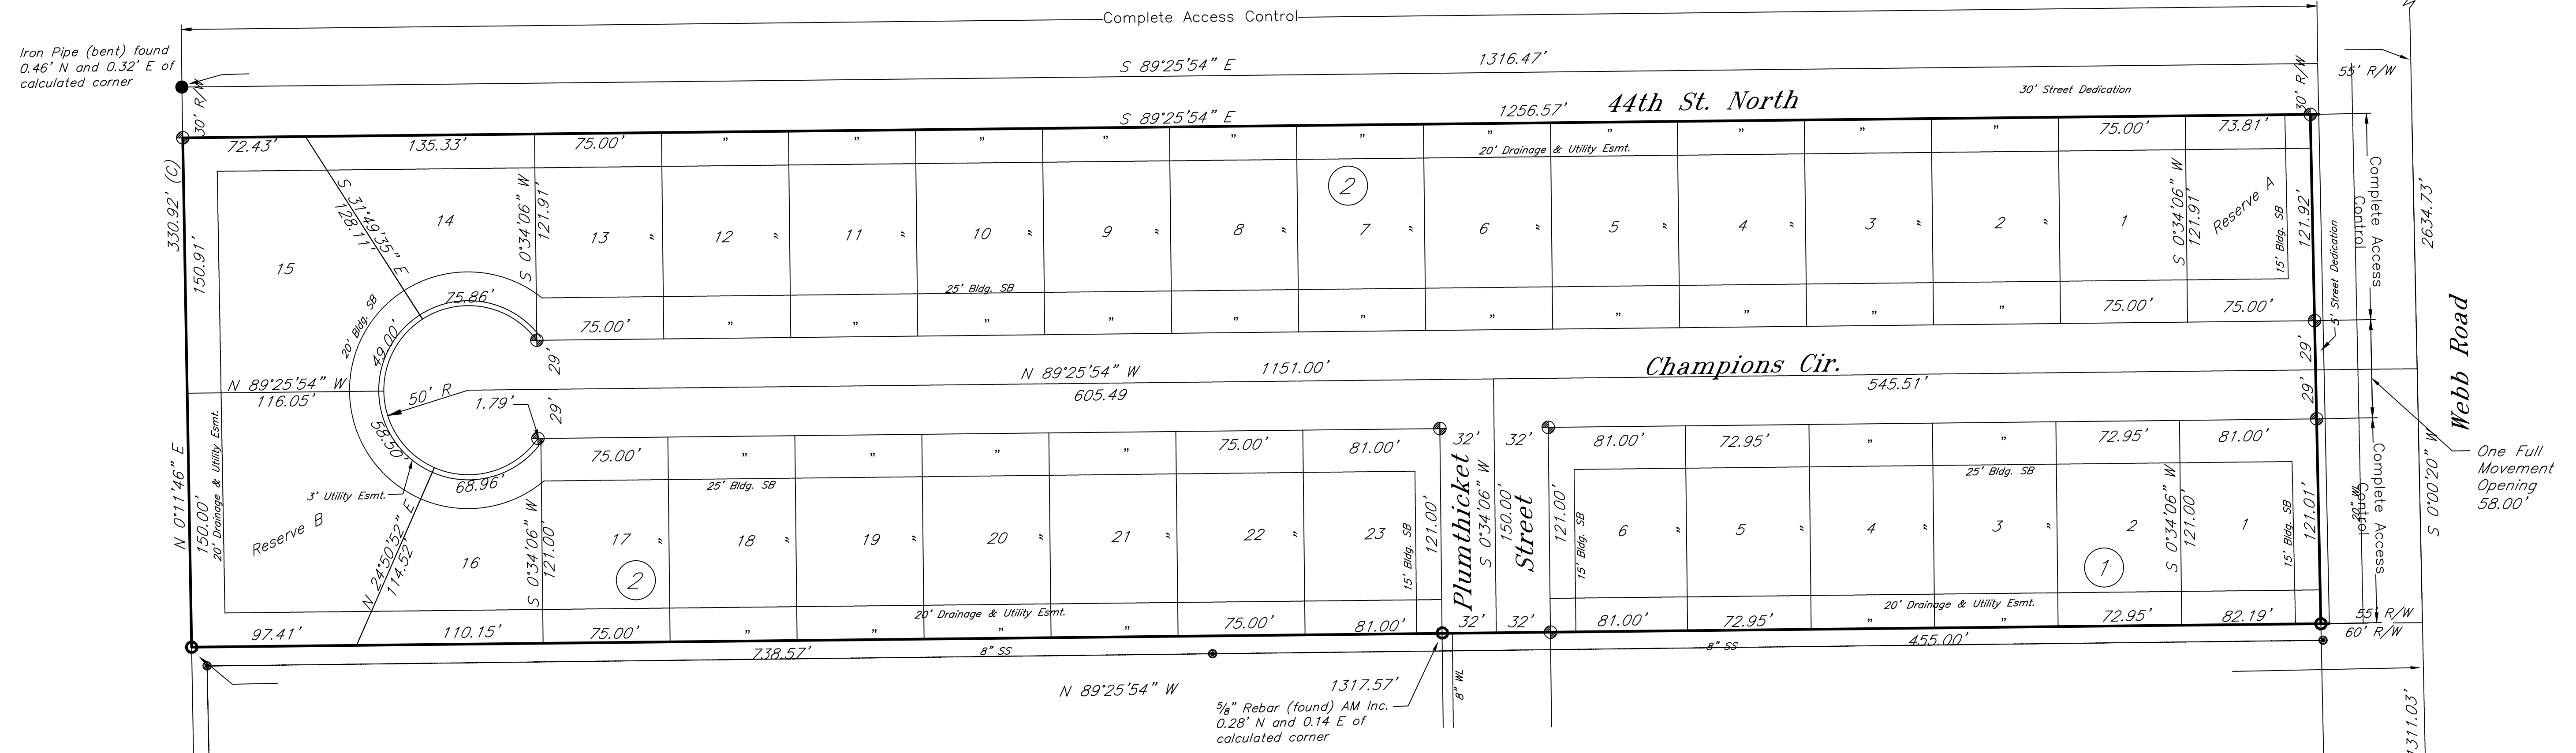 Complete Access Control
Iron Pipe (bent) found
0.46' N and 0.32' E of
calculated corner
S 89°25'54" E
1316.47'
55' R/W
30' R/W
30' R/W
S 89°25'54" E
1256.57'
44th St. North
30' Street Dedication
72.43'
135.33'
75.00'
"
"
"
"
"
"
"
"
"
"
"
75.00'
73.81'
20' Drainage & Utility Esmt.
330.92' (C)
150.91'
S 31°49'35" E
128.11'
14
15
S 0°34'06" W
121.91'
13
"
12
"
11
"
10
"
9
"
8
"
2
7
"
6
"
5
"
4
"
3
"
2
"
1
S 0°34'06" W
121.91'
Reserve A
15' Bldg. SB
121.92'
5' Street Dedication
Complete Access
Control
2634.73'
75.86'
20' Bldg. SB
49.00'
25' Bldg. SB
75.00'
"
"
"
"
"
"
"
"
"
"
"
75.00'
75.00'
29'
29'
Champions Cir.
Webb Road
N 89°25'54" W
116.05'
50' R
1.79'
29'
N 89°25'54" W
1151.00'
605.49
545.51'
29'
58.50'
68.96'
3' Utility Esmt.
N 0°11'46" E
150.00'
20' Drainage & Utility Esmt.
Reserve B
N 24°50'52" E
114.52'
16
S 0°34'06" W
121.00'
75.00'
"
"
"
"
75.00'
81.00'
25' Bldg. SB
17
"
18
"
19
"
20
"
21
"
22
"
23
2
15' Bldg. SB
121.00'
32'
32'
Plumthicket
S 0°34'06" W
150.00'
Street
121.00'
15' Bldg. SB
81.00'
72.95'
"
"
72.95'
81.00'
25' Bldg. SB
6
"
5
"
4
"
3
"
2
1
S 0°34'06" W
121.00'
1
15' Bldg. SB
121.01'
20' WL
Complete Access
Control
S 0°00'20" W
One Full
Movement
Opening
58.00'
20' Drainage & Utility Esmt.
20' Drainage & Utility Esmt.
97.41'
110.15'
75.00'
"
"
"
"
75.00'
81.00'
32'
32'
81.00'
72.95'
"
"
72.95'
82.19'
55' R/W
60' R/W
738.57'
8" SS
8" SS
455.00'
N 89°25'54" W
1317.57'
8" WL
5/8" Rebar (found) AM Inc.
0.28' N and 0.14 E of
calculated corner
1311.03'